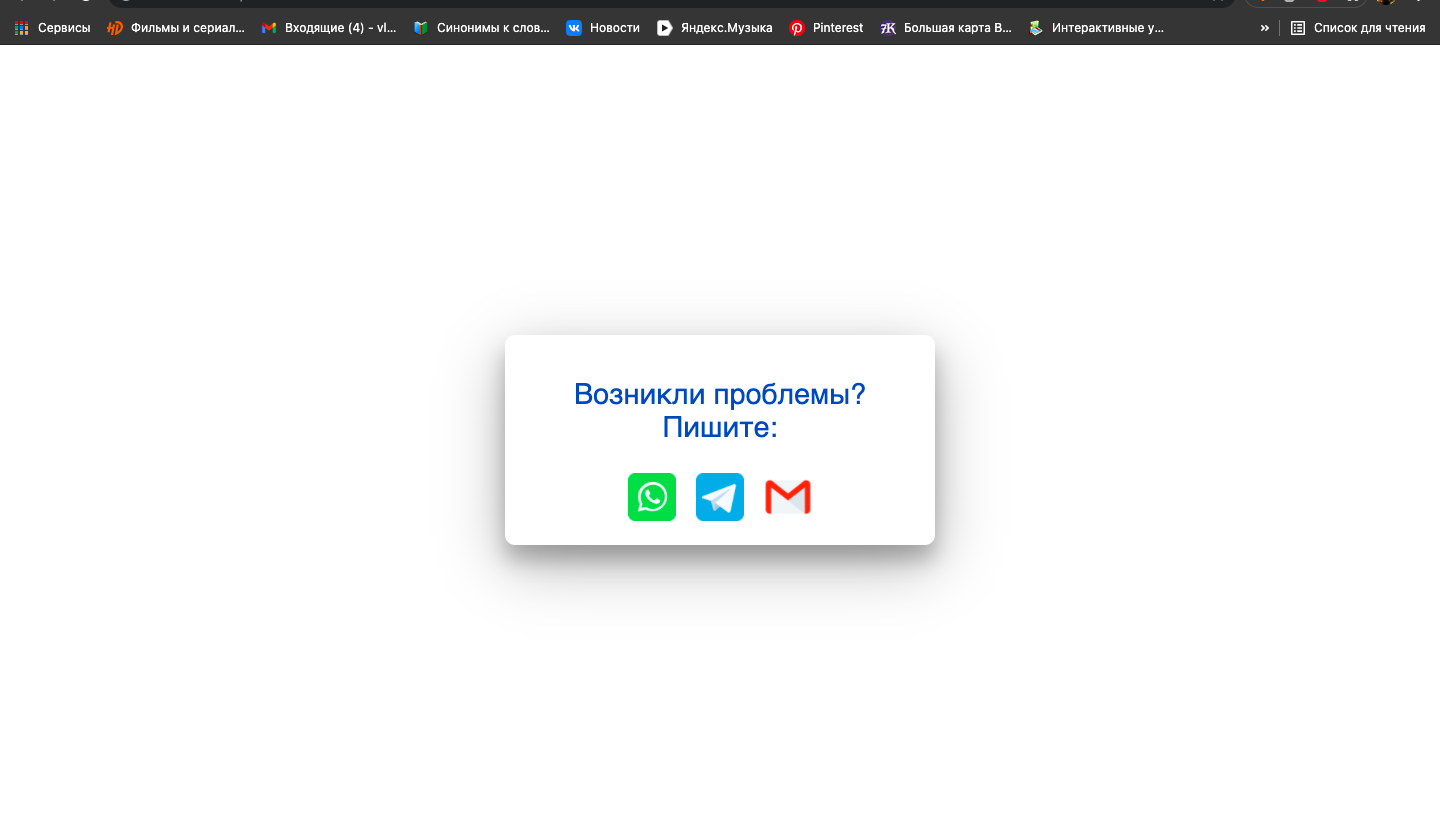 Сервисы Фильмы и сериал... Входящие (4) - vl... Синонимы к слов... Новости Яндекс.Музыка Pinterest Большая карта В... Интерактивные у... » Список для чтения
Возникли проблемы?
Пишите: